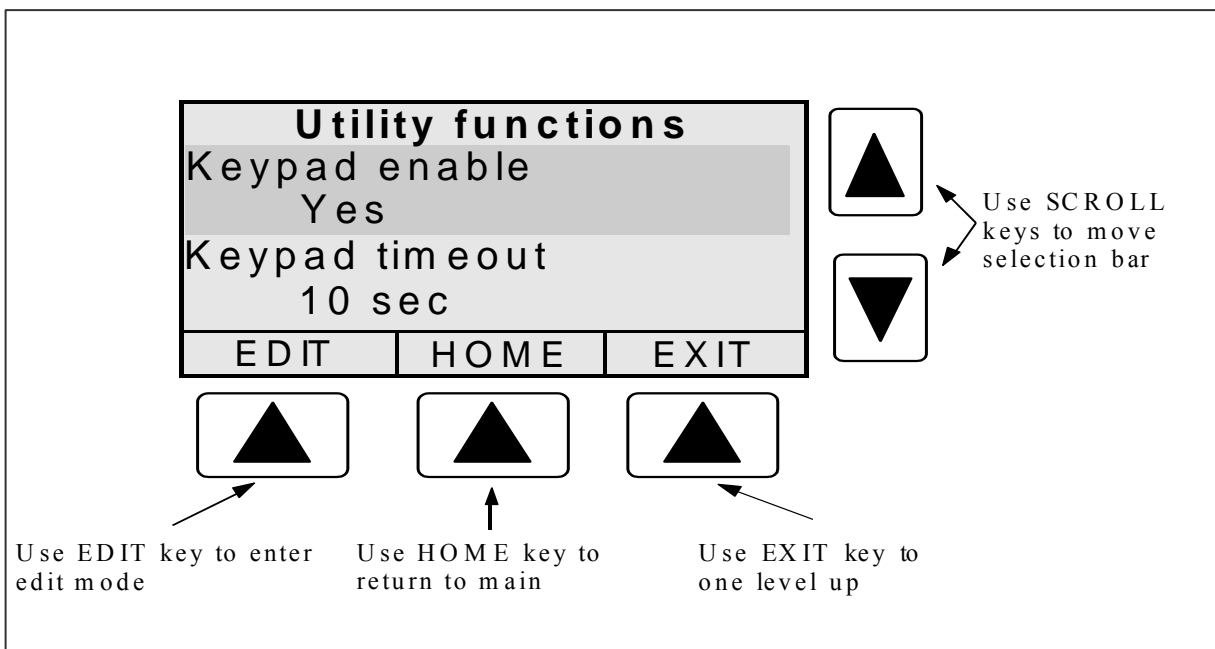 Utility functions
Keypad enable
Yes
Keypad timeout
10 sec
EDIT HOME EXIT
Use SCROLL
keys to move
selection bar
Use EDIT key to enter
edit mode
Use HOME key to
return to main
Use EXIT key to
one level up